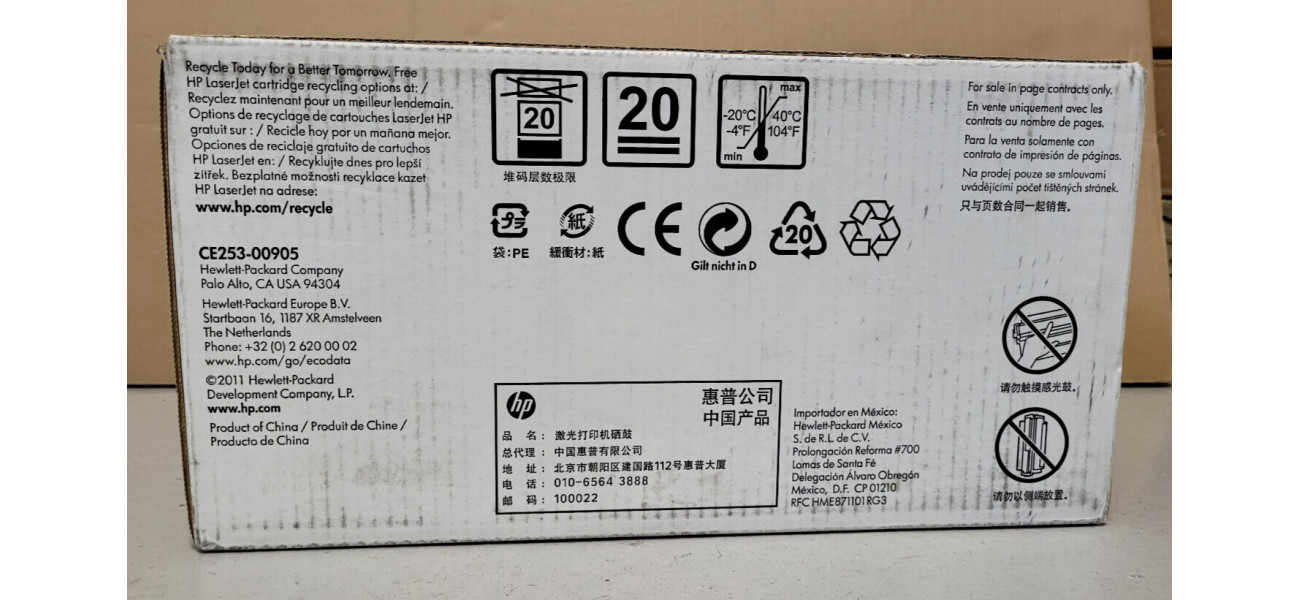 Recycle Today for a Better Tomorrow. Free
HP LaserJet cartridge recycling options at: /
Recyclez maintenant pour un meilleur lendemain.
Options de recyclage de cartouches LaserJet HP
gratuit sur : / Recicle hoy por un mañana mejor.
Opciones de reciclaje gratuito de cartuchos
HP LaserJet en: / Recyklujte dnes pro lepší
zítřek. Bezplatné možnosti recyklace kazet
HP LaserJet na adrese:
www.hp.com/recycle
CE253-00905
Hewlett-Packard Company
Palo Alto, CA USA 94304
Hewlett-Packard Europe B.V.
Startbaan 16, 1187 XR Amstelveen
The Netherlands
Phone: +32 (0) 2 620 00 02
www.hp.com/go/ecodata
©2011 Hewlett-Packard
Development Company, L.P.
www.hp.com
Product of China / Produit de Chine /
Producto de China
20
堆码层数极限
20
max
-20°C 40°C
-4°F 104°F
min
プラ
袋:PE
紙
緩衝材:紙
CE
Gilt nicht in D
20
For sale in page contracts only.
En vente uniquement avec les
contrats au nombre de pages.
Para la venta solamente con
contrato de impresión de páginas.
Na prodej pouze se smlouvami
uvádějícími počet tištěných stránek.
只与页数合同一起销售。
请勿触摸感光鼓。
请勿以侧端放置。
hp
惠普公司
中国产品
品 名: 激光打印机硒鼓
总代理: 中国惠普有限公司
地 址: 北京市朝阳区建国路112号惠普大厦
电 话: 010-6564 3888
邮 码: 100022
Importador en México:
Hewlett-Packard México
S. de R.L. de C.V.
Prolongación Reforma #700
Lomas de Santa Fé
Delegación Álvaro Obregón
México, D.F. CP 01210
RFC HME871101RG3